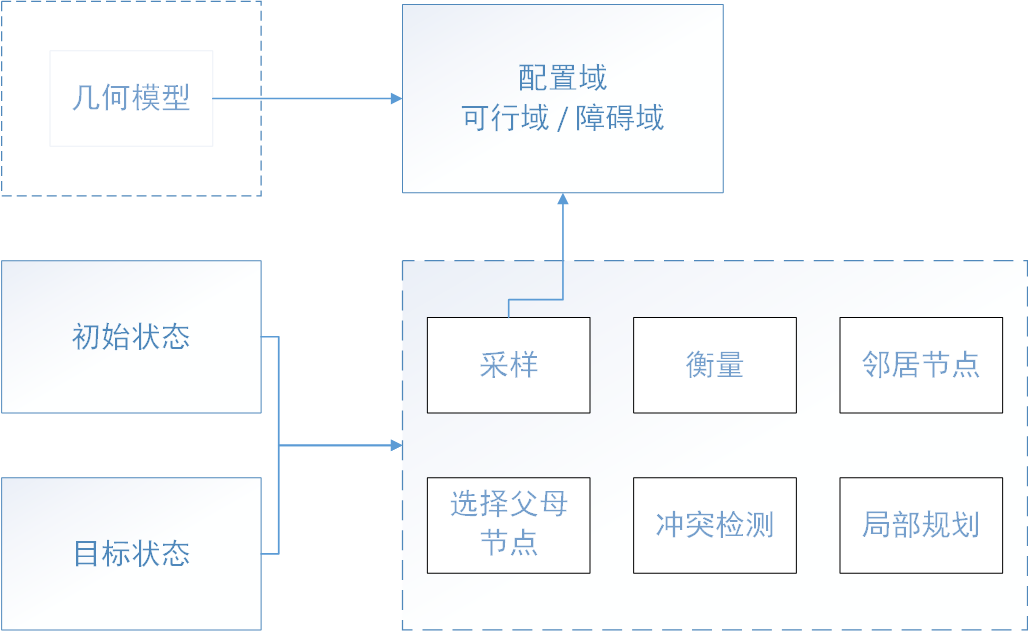 几何模型
配置域
可行域 / 障碍域
初始状态
目标状态
采样
衡量
邻居节点
选择父母
节点
冲突检测
局部规划